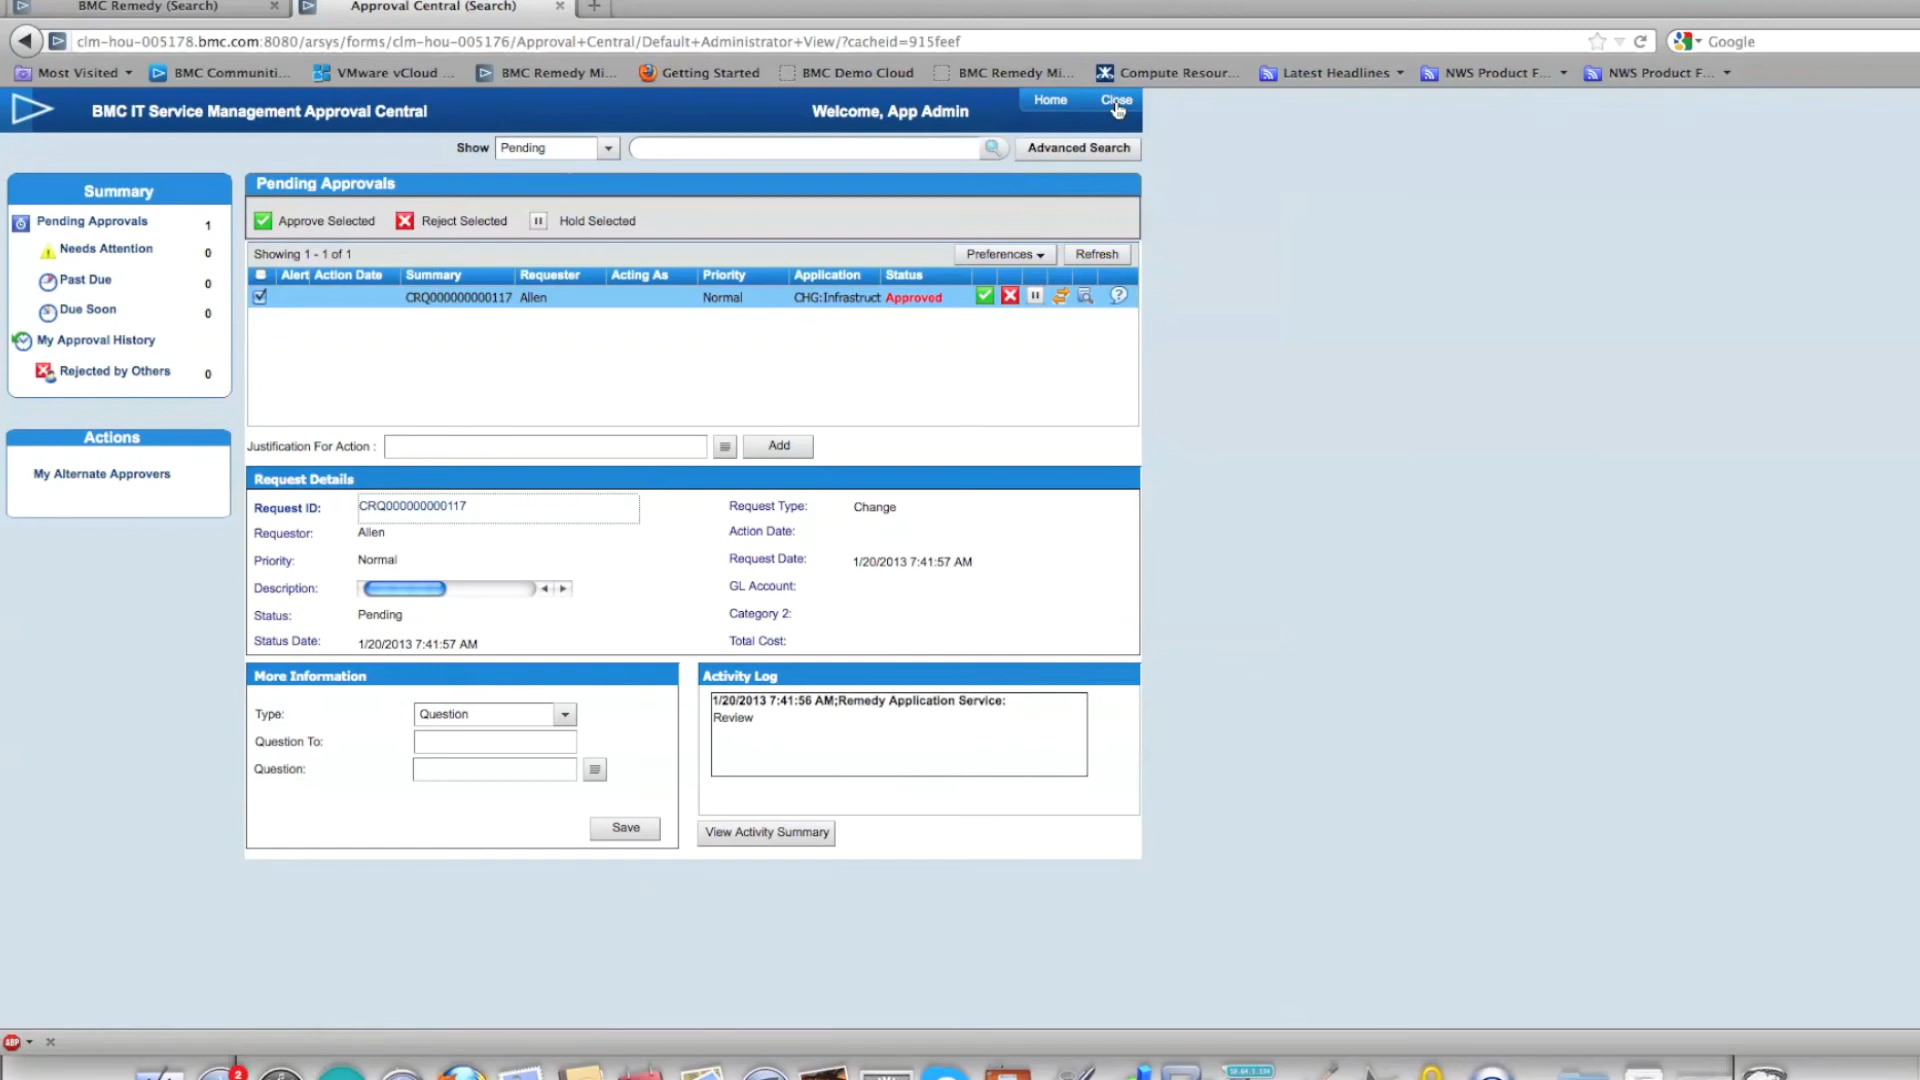 BMC Remedy (Search)
Approval Central (Search)
clm-hou-005178.bmc.com:8080/arsys/forms/clm-hou-005176/Approval+Central/Default+Administrator+View/?cacheid=915feef
Google
Most Visited
BMC Communiti...
VMware vCloud ...
BMC Remedy Mi...
Getting Started
BMC Demo Cloud
BMC Remedy Mi...
Compute Resour...
Latest Headlines
NWS Product F...
NWS Product F...
BMC IT Service Management Approval Central
Welcome, App Admin
Home
Close
Show
Pending
Advanced Search
Summary
Pending Approvals 1
Needs Attention 0
Past Due 0
Due Soon 0
My Approval History
Rejected by Others 0
Actions
My Alternate Approvers
Pending Approvals
Approve Selected
Reject Selected
Hold Selected
Showing 1 - 1 of 1
Preferences
Refresh
Alert Action Date Summary Requester Acting As Priority Application Status
CRQ000000000117 Allen Normal CHG:Infrastruct Approved
Justification For Action :
Add
Request Details
Request ID: CRQ000000000117
Requestor: Allen
Priority: Normal
Description:
Status: Pending
Status Date: 1/20/2013 7:41:57 AM
Request Type: Change
Action Date:
Request Date: 1/20/2013 7:41:57 AM
GL Account:
Category 2:
Total Cost:
More Information
Type: Question
Question To:
Question:
Save
Activity Log
1/20/2013 7:41:56 AM;Remedy Application Service:
Review
View Activity Summary
ABP
2